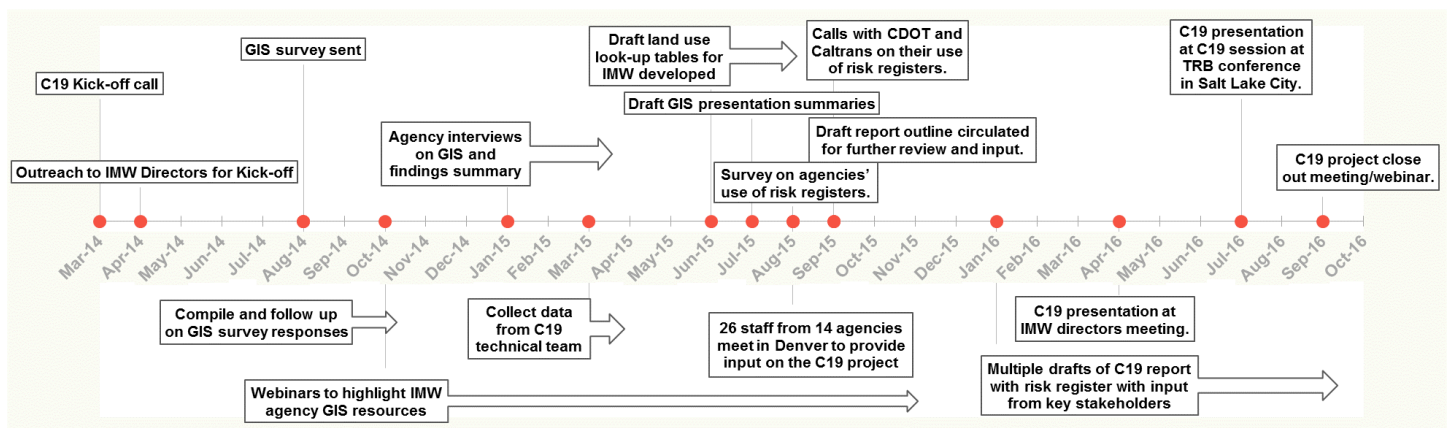 GIS survey sent
C19 Kick-off call
Outreach to IMW Directors for Kick-off
Agency interviews
on GIS and
findings summary
Draft land use
look-up tables for
IMW developed
Calls with CDOT and
Caltrans on their use
of risk registers.
Draft GIS presentation summaries
Draft report outline circulated
for further review and input.
Survey on agencies’
use of risk registers.
C19 presentation
at C19 session at
TRB conference
in Salt Lake City.
C19 project close
out meeting/webinar.
Mar-14
Apr-14
May-14
Jun-14
Jul-14
Aug-14
Sep-14
Oct-14
Nov-14
Dec-14
Jan-15
Feb-15
Mar-15
Apr-15
May-15
Jun-15
Jul-15
Aug-15
Sep-15
Oct-15
Nov-15
Dec-15
Jan-16
Feb-16
Mar-16
Apr-16
May-16
Jun-16
Jul-16
Aug-16
Sep-16
Oct-16
Compile and follow up
on GIS survey responses
Webinars to highlight IMW
agency GIS resources
Collect data
from C19
technical team
26 staff from 14 agencies
meet in Denver to provide
input on the C19 project
C19 presentation at
IMW directors meeting.
Multiple drafts of C19 report
with risk register with input
from key stakeholders